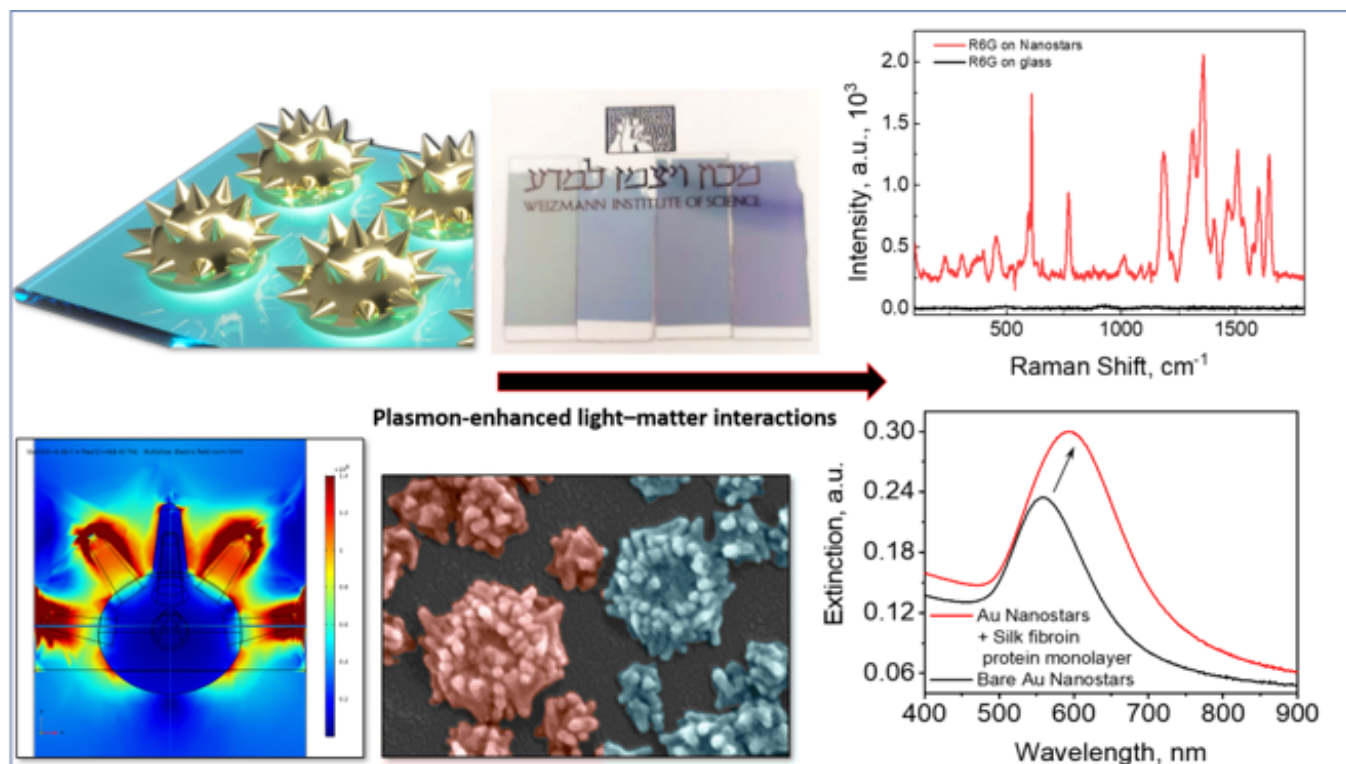 R6G on Nanostars
R6G on glass
2.0
1.5
1.0
0.5
0.0
Intensity, a.u., 10³
500
1000
1500
Raman Shift, cm⁻¹
מכון ויצמן למדע
WEIZMANN INSTITUTE OF SCIENCE
Plasmon-enhanced light–matter interactions
0.30
0.24
0.18
0.12
0.06
Extinction, a.u.
Au Nanostars
+ Silk fibroin
protein monolayer
Bare Au Nanostars
400
500
600
700
800
900
Wavelength, nm